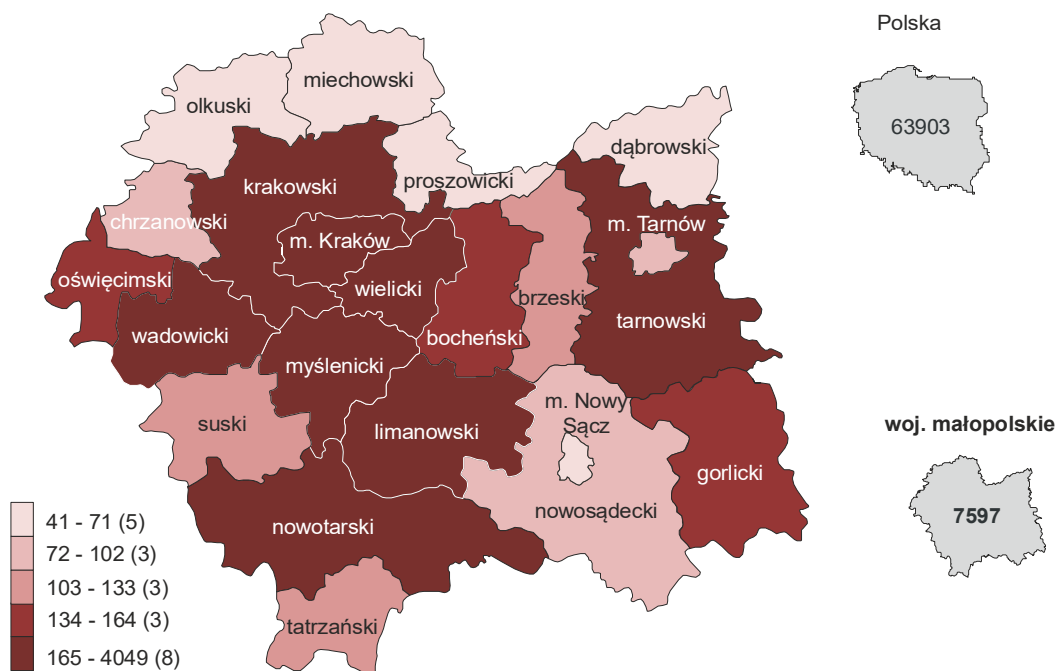 Polska
63903
miechowski
olkuski
dąbrowski
proszowicki
krakowski
chrzanowski
m. Tarnów
m. Kraków
oświęcimski
wielicki
brzeski
tarnowski
wadowicki
bocheński
myślenicki
m. Nowy
Sącz
suski
limanowski
woj. małopolskie
7597
gorlicki
nowosądecki
nowotarski
tatrzański
41 - 71 (5)
72 - 102 (3)
103 - 133 (3)
134 - 164 (3)
165 - 4049 (8)